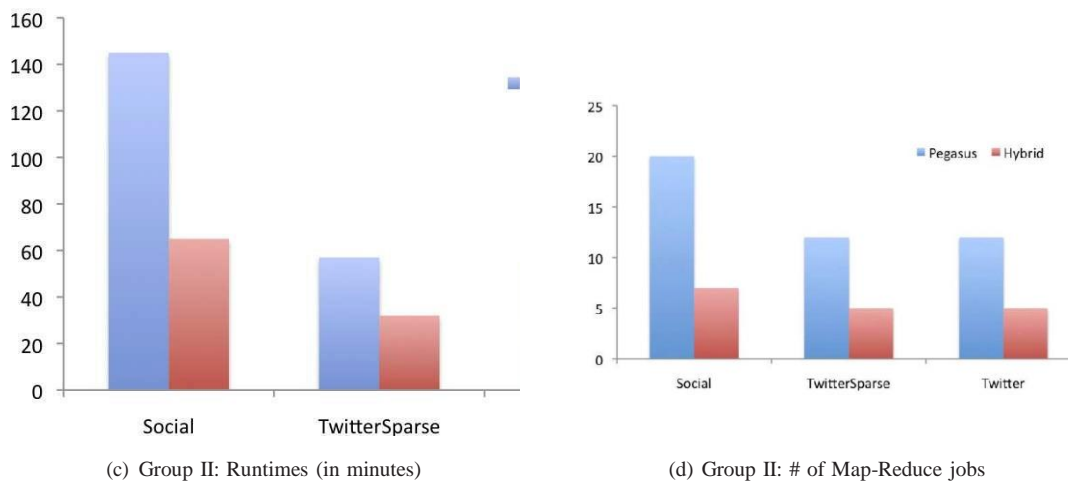 160
140
120
100
80
60
40
20
0
Social
TwitterSparse
(c) Group II: Runtimes (in minutes)
25
20
15
10
5
0
Pegasus
Hybrid
Social
TwitterSparse
Twitter
(d) Group II: # of Map-Reduce jobs